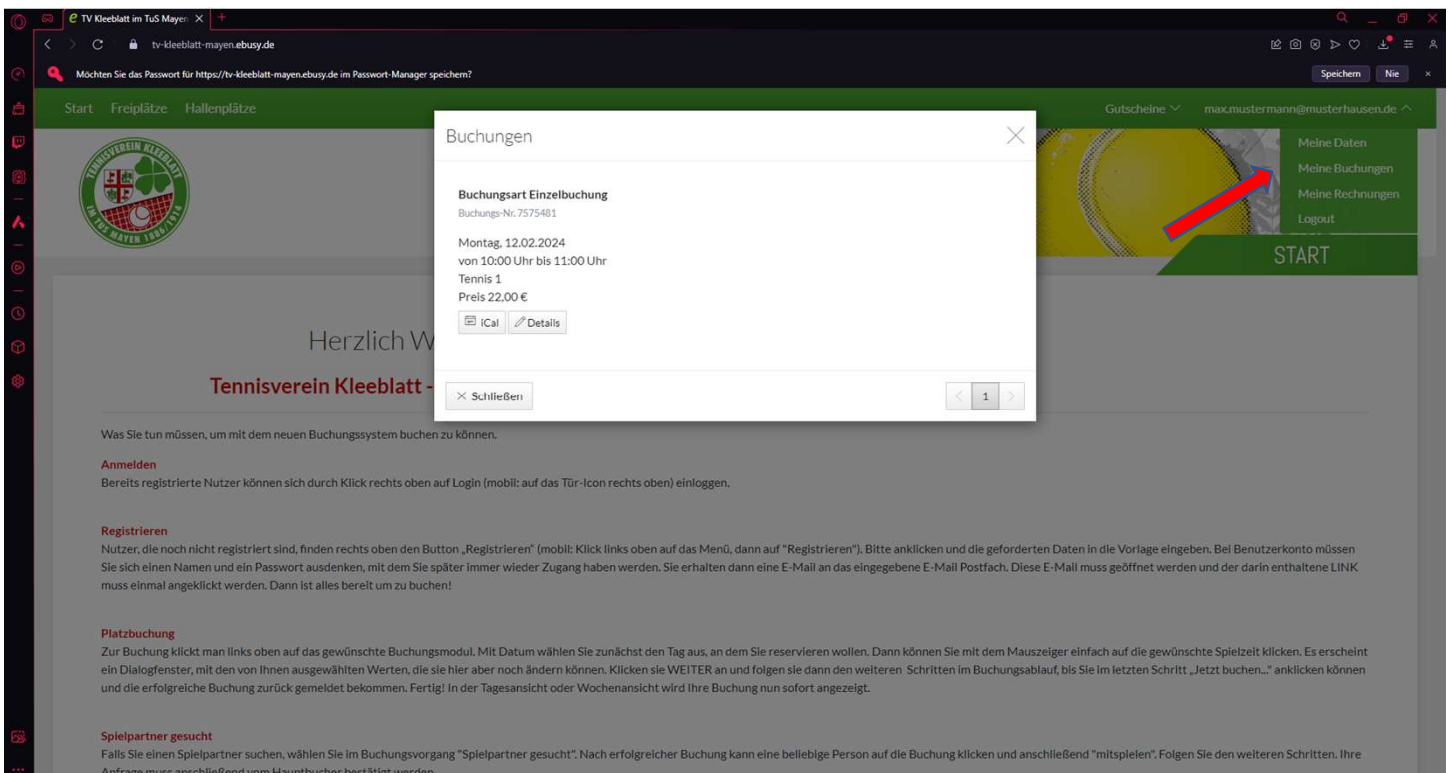 TV Kleeblatt im TuS Mayen
tv-kleeblatt-mayen.ebusy.de
Möchten Sie das Passwort für https://tv-kleeblatt-mayen.ebusy.de im Passwort-Manager speichern?
Speichern
Nie
Start Freiplätze Hallenplätze
Gutscheine
max.mustermann@musterhausen.de
TENNISVEREIN KLEEBLATT
IM TUS MAYEN 1886/1914
Meine Daten
Meine Buchungen
Meine Rechnungen
Logout
START
Buchungen
Buchungsart Einzelbuchung
Buchungs-Nr. 7575481
Montag, 12.02.2024
von 10:00 Uhr bis 11:00 Uhr
Tennis 1
Preis 22,00 €
iCal Details
Schließen
1
Herzlich W
Tennisverein Kleeblatt -
Was Sie tun müssen, um mit dem neuen Buchungssystem buchen zu können.
Anmelden
Bereits registrierte Nutzer können sich durch Klick rechts oben auf Login (mobil: auf das Tür-Icon rechts oben) einloggen.
Registrieren
Nutzer, die noch nicht registriert sind, finden rechts oben den Button „Registrieren" (mobil: Klick links oben auf das Menü, dann auf "Registrieren"). Bitte anklicken und die geforderten Daten in die Vorlage eingeben. Bei Benutzerkonto müssen
Sie sich einen Namen und ein Passwort ausdenken, mit dem Sie später immer wieder Zugang haben werden. Sie erhalten dann eine E-Mail an das eingegebene E-Mail Postfach. Diese E-Mail muss geöffnet werden und der darin enthaltene LINK
muss einmal angeklickt werden. Dann ist alles bereit um zu buchen!
Platzbuchung
Zur Buchung klickt man links oben auf das gewünschte Buchungsmodul. Mit Datum wählen Sie zunächst den Tag aus, an dem Sie reservieren wollen. Dann können Sie mit dem Mauszeiger einfach auf die gewünschte Spielzeit klicken. Es erscheint
ein Dialogfenster, mit den von Ihnen ausgewählten Werten, die sie hier aber noch ändern können. Klicken sie WEITER an und folgen sie dann den weiteren Schritten im Buchungsablauf, bis Sie im letzten Schritt „Jetzt buchen..." anklicken können
und die erfolgreiche Buchung zurück gemeldet bekommen. Fertig! In der Tagesansicht oder Wochenansicht wird Ihre Buchung nun sofort angezeigt.
Spielpartner gesucht
Falls Sie einen Spielpartner suchen, wählen Sie im Buchungsvorgang "Spielpartner gesucht". Nach erfolgreicher Buchung kann eine beliebige Person auf die Buchung klicken und anschließend "mitspielen". Folgen Sie den weiteren Schritten. Ihre
Anfrage muss anschließend vom Hauptbucher bestätigt werden.